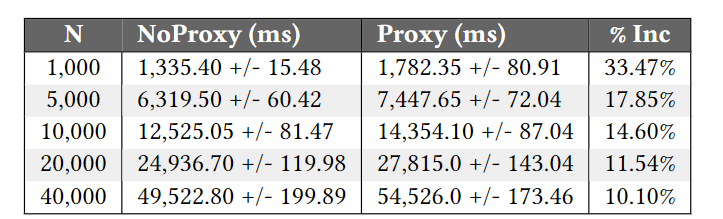 N NoProxy (ms) Proxy (ms) % Inc
1,000 1,335.40 +/- 15.48 1,782.35 +/- 80.91 33.47%
5,000 6,319.50 +/- 60.42 7,447.65 +/- 72.04 17.85%
10,000 12,525.05 +/- 81.47 14,354.10 +/- 87.04 14.60%
20,000 24,936.70 +/- 119.98 27,815.0 +/- 143.04 11.54%
40,000 49,522.80 +/- 199.89 54,526.0 +/- 173.46 10.10%